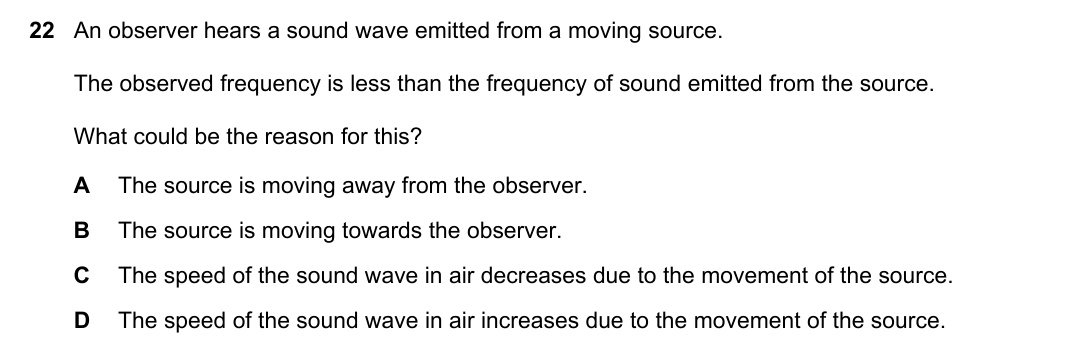 22 An observer hears a sound wave emitted from a moving source.
The observed frequency is less than the frequency of sound emitted from the source.
What could be the reason for this?
A The source is moving away from the observer.
B The source is moving towards the observer.
C The speed of the sound wave in air decreases due to the movement of the source.
D The speed of the sound wave in air increases due to the movement of the source.